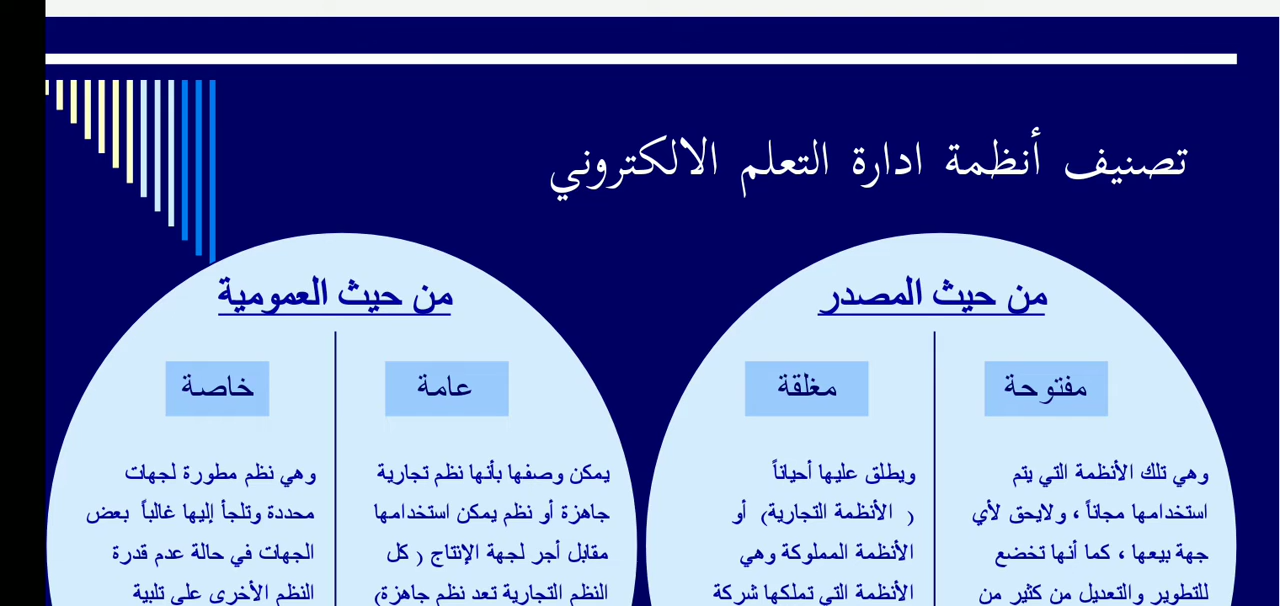 تصنيف أنظمة ادارة التعلم الالكتروني
من حيث المصدر
مفتوحة
وهي تلك الأنظمة التي يتم
استخدامها مجاناً ، ولايحق لأي
جهة بيعها ، كما أنها تخضع
للتطوير والتعديل من كثير من
مغلقة
ويطلق عليها أحياناً
( الأنظمة التجارية) أو
الأنظمة المملوكة وهي
الأنظمة التي تملكها شركة
من حيث العمومية
عامة
يمكن وصفها بأنها نظم تجارية
جاهزة أو نظم يمكن استخدامها
مقابل أجر لجهة الإنتاج ( كل
النظم التجارية تعد نظم جاهزة)
خاصة
وهي نظم مطورة لجهات
محددة وتلجأ إليها غالباً بعض
الجهات في حالة عدم قدرة
النظم الأخرى على تلبية